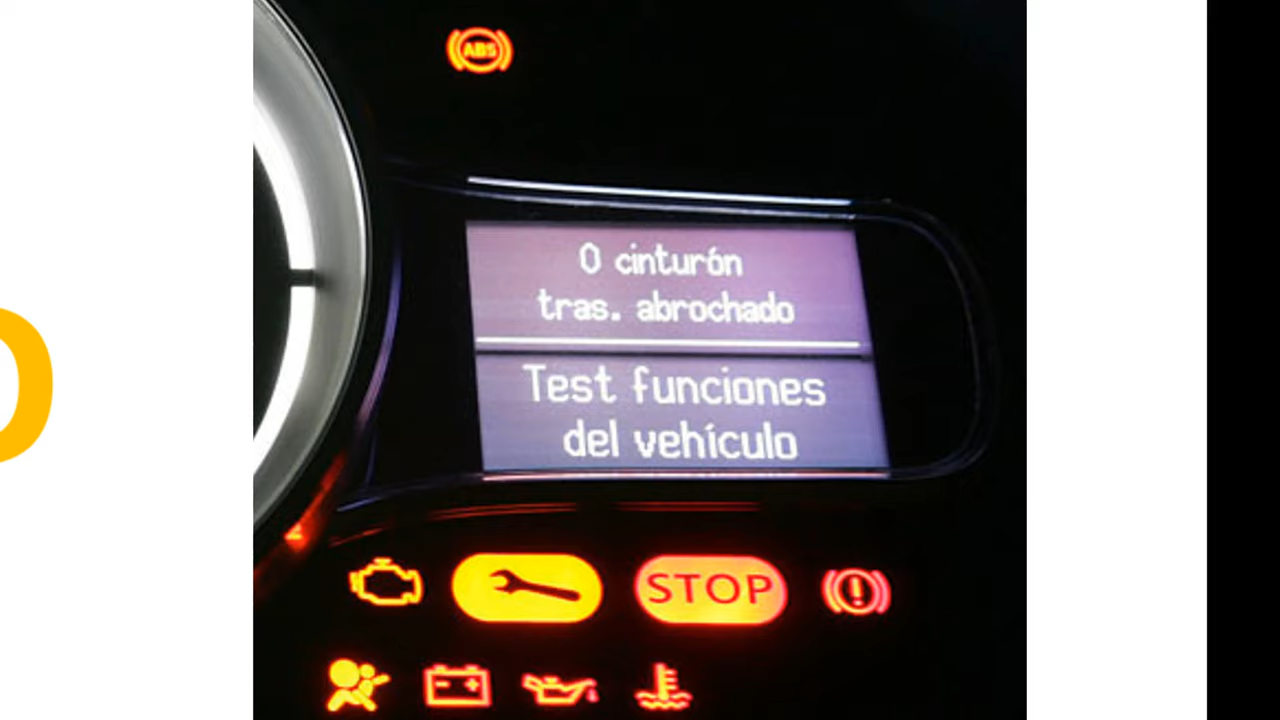 ABS
0 cinturón
tras. abrochado
Test funciones
del vehículo
STOP